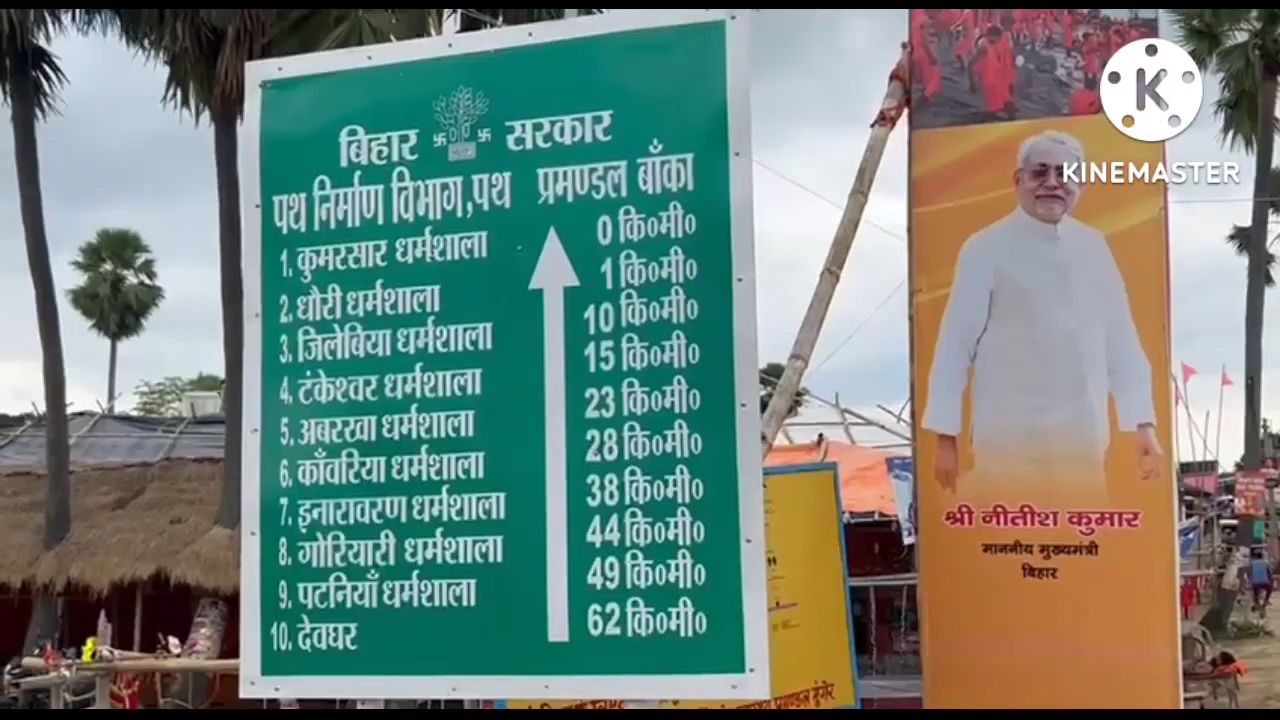 बिहार सरकार
पथ निर्माण विभाग,पथ प्रमण्डल बाँका
1. कुमरसार धर्मशाला 0 कि०मी०
2. धौरी धर्मशाला 1 कि०मी०
3. जिलेबिया धर्मशाला 10 कि०मी०
4. टंकेश्वर धर्मशाला 15 कि०मी०
5. अबरखा धर्मशाला 23 कि०मी०
6. काँवरिया धर्मशाला 28 कि०मी०
7. इनारावरण धर्मशाला 38 कि०मी०
8. गोरियारी धर्मशाला 44 कि०मी०
9. पटनियाँ धर्मशाला 49 कि०मी०
10. देवघर 62 कि०मी०
K
KINEMASTER
श्री नीतीश कुमार
माननीय मुख्यमंत्री
बिहार
प्रमण्डल मुंगेर